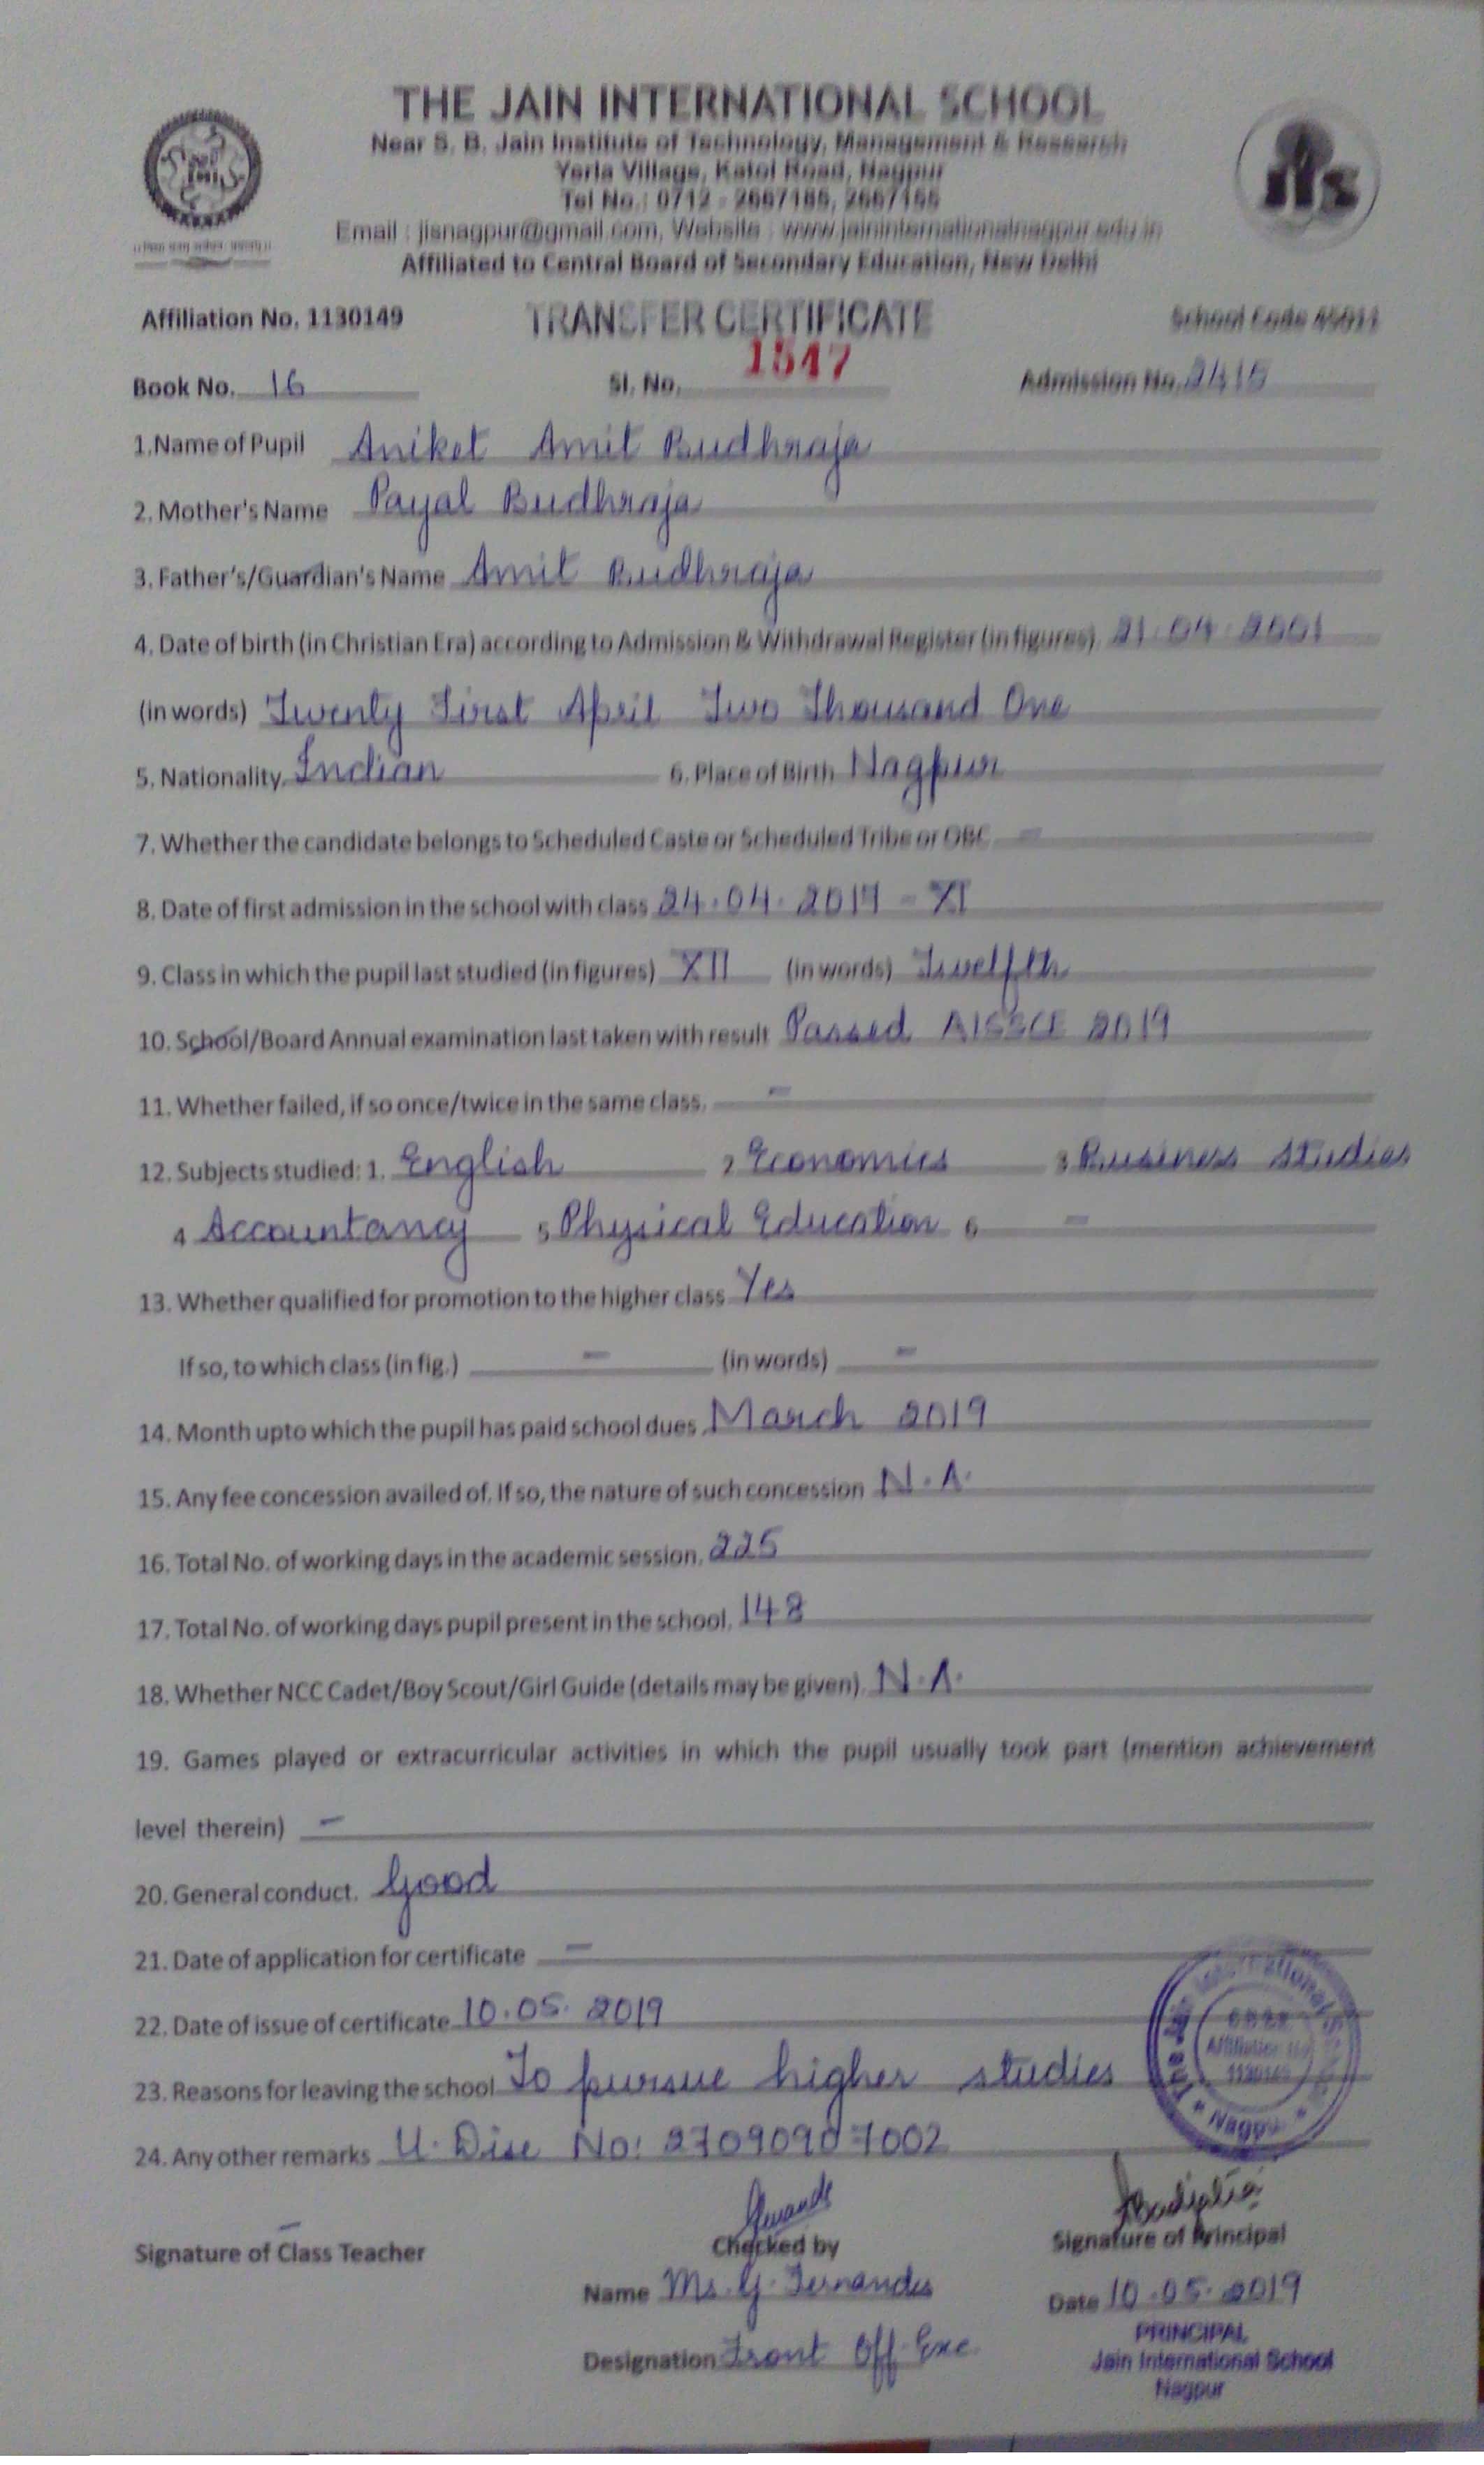 THE JAIN INTERNATIONAL SCHOOL
Near S. B. Jain Institute of Technology, Management & Research
Yerla Village, Katol Road, Nagpur
Tel No.: 0712 - 2667185, 2667155
Email : jisnagpur@gmail.com, Website : www.jaininternationalnagpur.edu.in
Affiliated to Central Board of Secondary Education, New Delhi
Affiliation No. 1130149 TRANSFER CERTIFICATE School Code
Book No. 16 Sl. No. 1547 Admission No. 2415
1.Name of Pupil Aniket Amit Budhraja
2. Mother's Name Payal Budhraja
3. Father's/Guardian's Name Amit Budhraja
4. Date of birth (in Christian Era) according to Admission & Withdrawal Register (in figures) 21.04.2001
(in words) Twenty First April Two Thousand One
5. Nationality Indian 6. Place of Birth Nagpur
7. Whether the candidate belongs to Scheduled Caste or Scheduled Tribe or OBC -
8. Date of first admission in the school with class 24.04.2017 - XI
9. Class in which the pupil last studied (in figures) XII (in words) Twelfth
10. School/Board Annual examination last taken with result Passed AISSCE 2019
11. Whether failed, if so once/twice in the same class. -
12. Subjects studied: 1. English 2 Economics 3 Business studies
4 Accountancy 5 Physical Education 6 -
13. Whether qualified for promotion to the higher class Yes
If so, to which class (in fig.) - (in words) -
14. Month upto which the pupil has paid school dues March 2019
15. Any fee concession availed of. If so, the nature of such concession N.A.
16. Total No. of working days in the academic session. 225
17. Total No. of working days pupil present in the school. 148
18. Whether NCC Cadet/Boy Scout/Girl Guide (details may be given) N.A.
19. Games played or extracurricular activities in which the pupil usually took part (mention achievement
level therein) -
20. General conduct. Good
21. Date of application for certificate -
22. Date of issue of certificate 10.05.2019
23. Reasons for leaving the school To pursue higher studies
24. Any other remarks U. Dise No: 27090907002
CBSE
Affiliation No
1130149
Nagpur
Signature of Class Teacher - Checked by Signature of Principal
Name Ms. G. Fernandes Date 10.05.2019
Designation Front Off. Exe.
PRINCIPAL
Jain International School
Nagpur